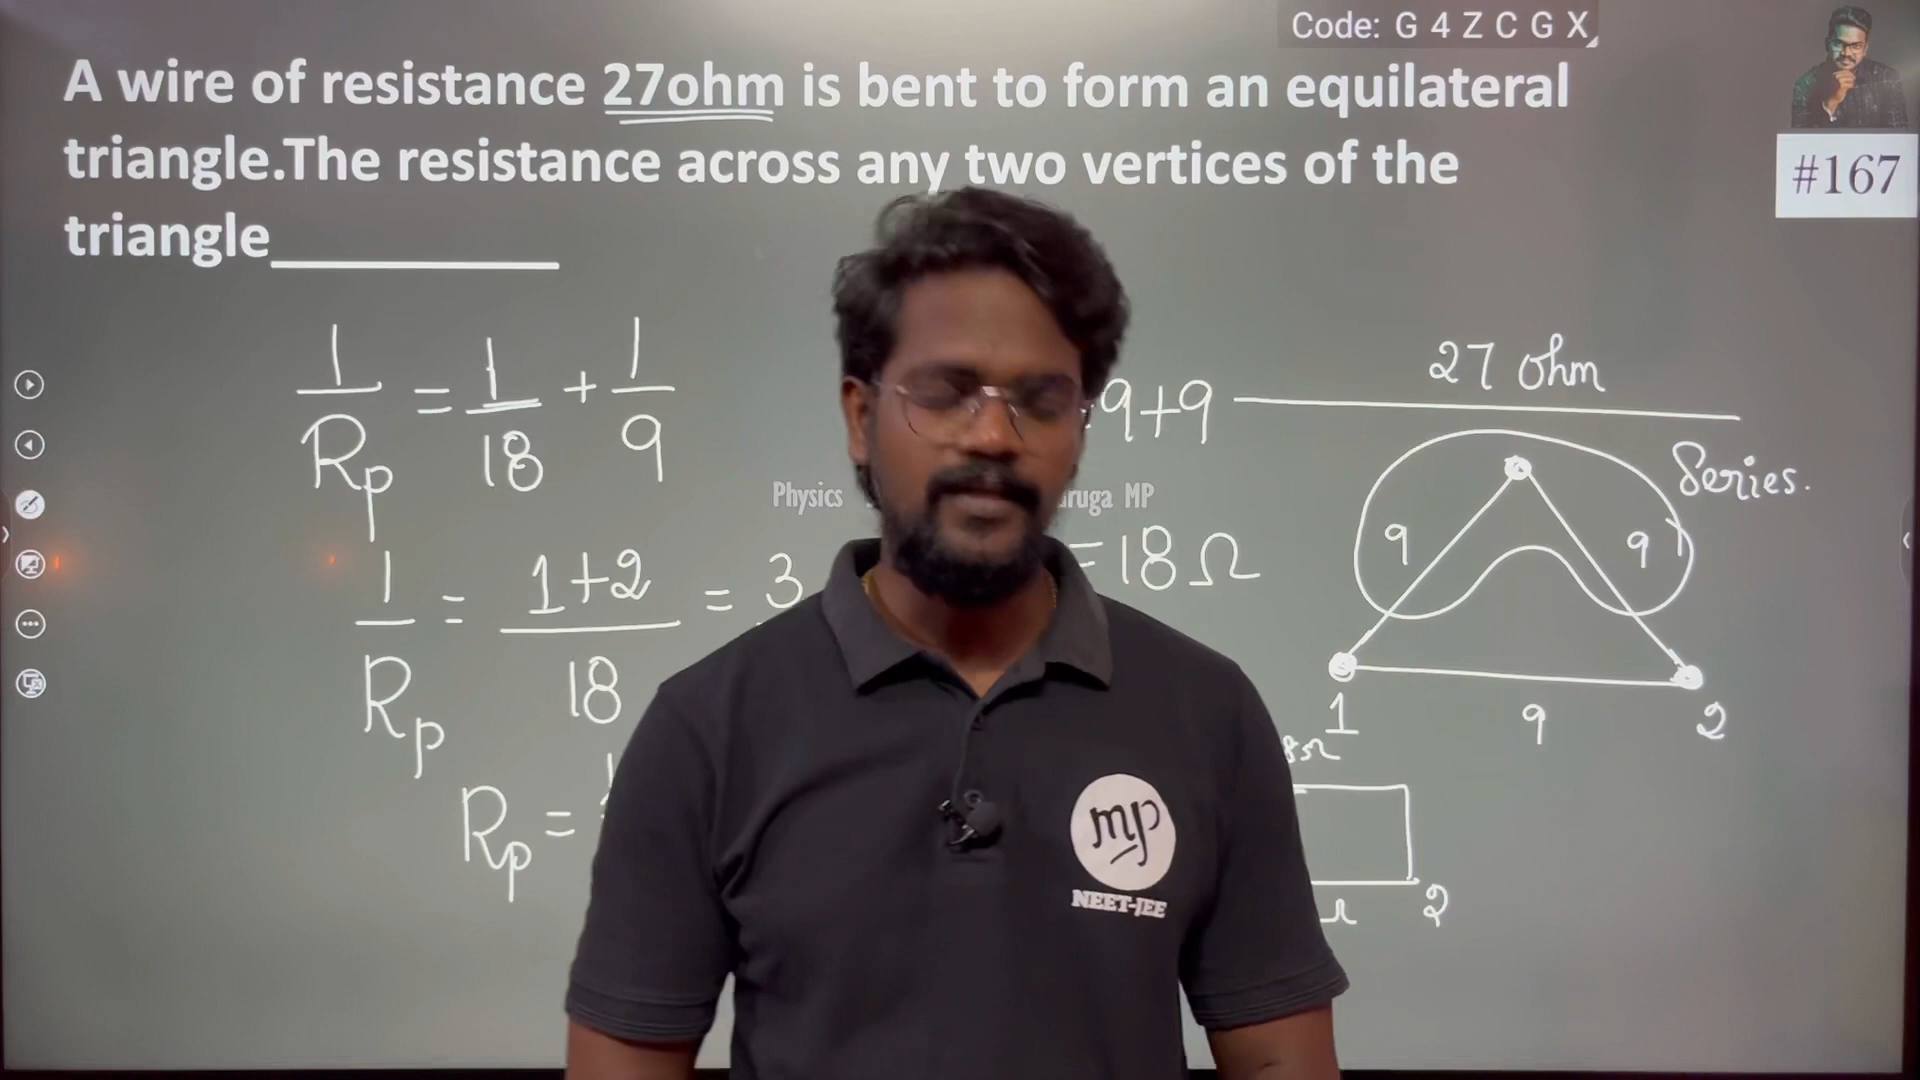 Code: G 4 Z C G X
A wire of resistance 27ohm is bent to form an equilateral
triangle.The resistance across any two vertices of the
triangle
#167
1/Rp = 1/18 + 1/9
9+9
27 ohm
Series.
Physics
ruga MP
9
9
1/Rp = 1+2/18 = 3
=18Ω
1
9
2
8Ω
Rp =
2
mp
NEET-JEE